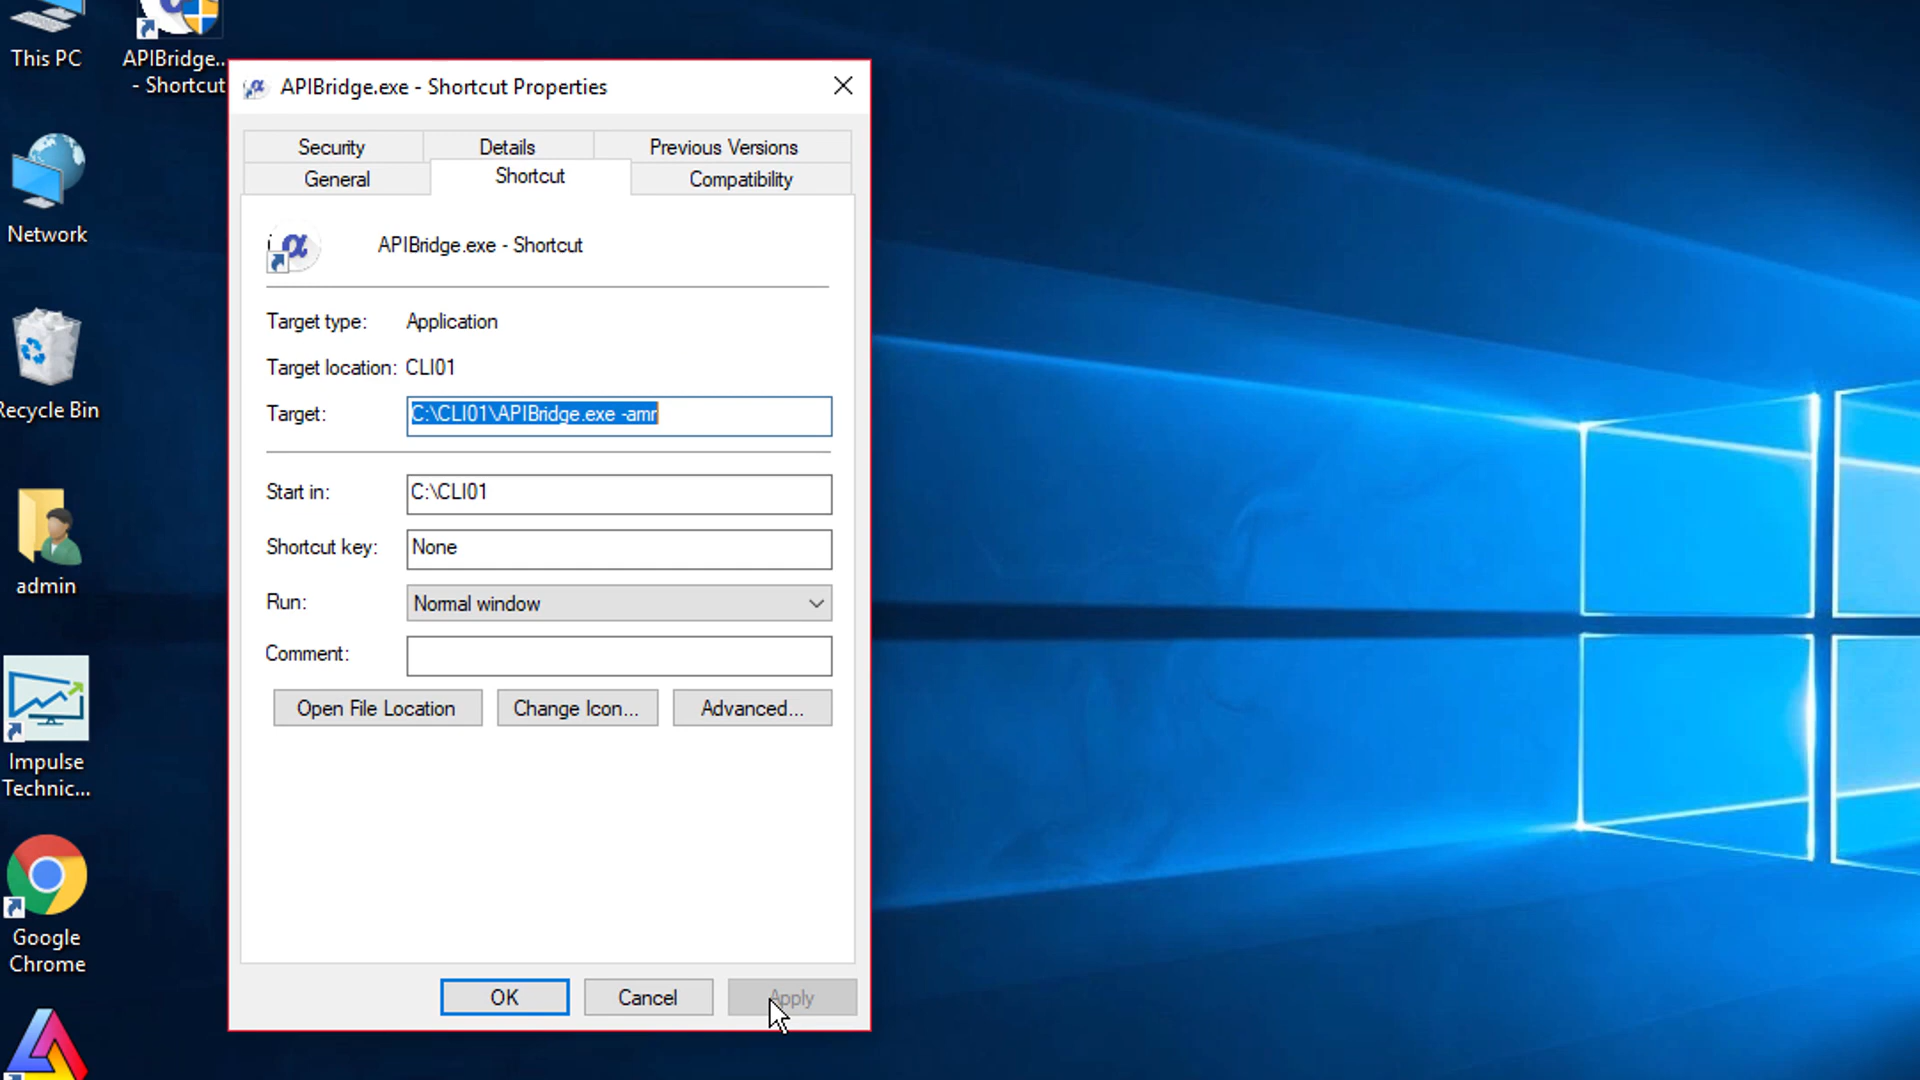 This PC
APIBridge...
- Shortcut
Network
Recycle Bin
admin
Impulse
Technic...
Google
Chrome
APIBridge.exe - Shortcut Properties
Security
Details
Previous Versions
General
Shortcut
Compatibility
APIBridge.exe - Shortcut
Target type: Application
Target location: CLI01
Target: C:\CLI01\APIBridge.exe -amr
Start in: C:\CLI01
Shortcut key: None
Run: Normal window
Comment:
Open File Location
Change Icon...
Advanced...
OK
Cancel
Apply